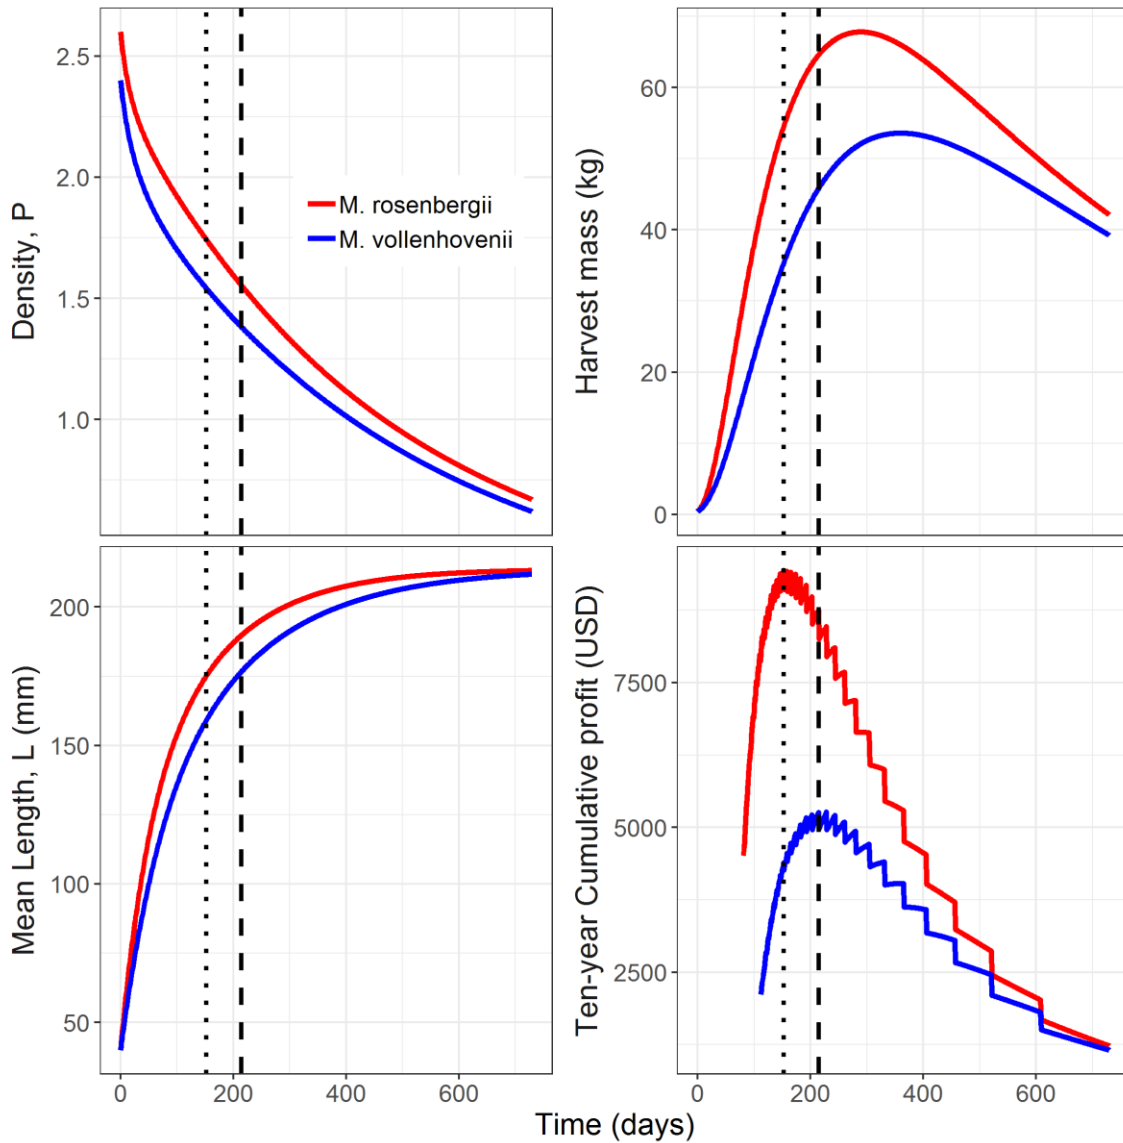 Density, P
2.5
2.0
1.5
1.0
M. rosenbergii
M. vollenhovenii
Harvest mass (kg)
60
40
20
0
Mean Length, L (mm)
200
150
100
50
0 200 400 600
Ten-year Cumulative profit (USD)
7500
5000
2500
0 200 400 600
Time (days)